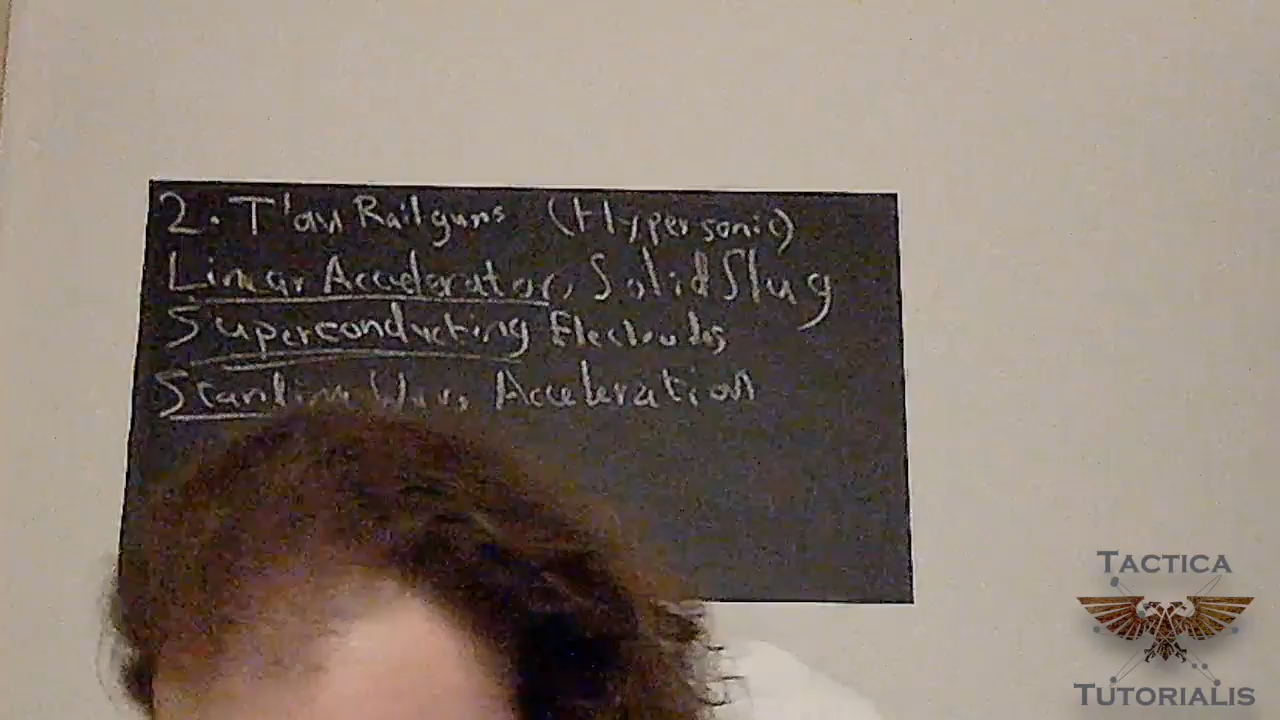 2. T'au Railguns (Hypersonic)
Linear Accelerator, Solid Slug
Superconducting Electrodes
Acceleration
TACTICA
TUTORIALIS